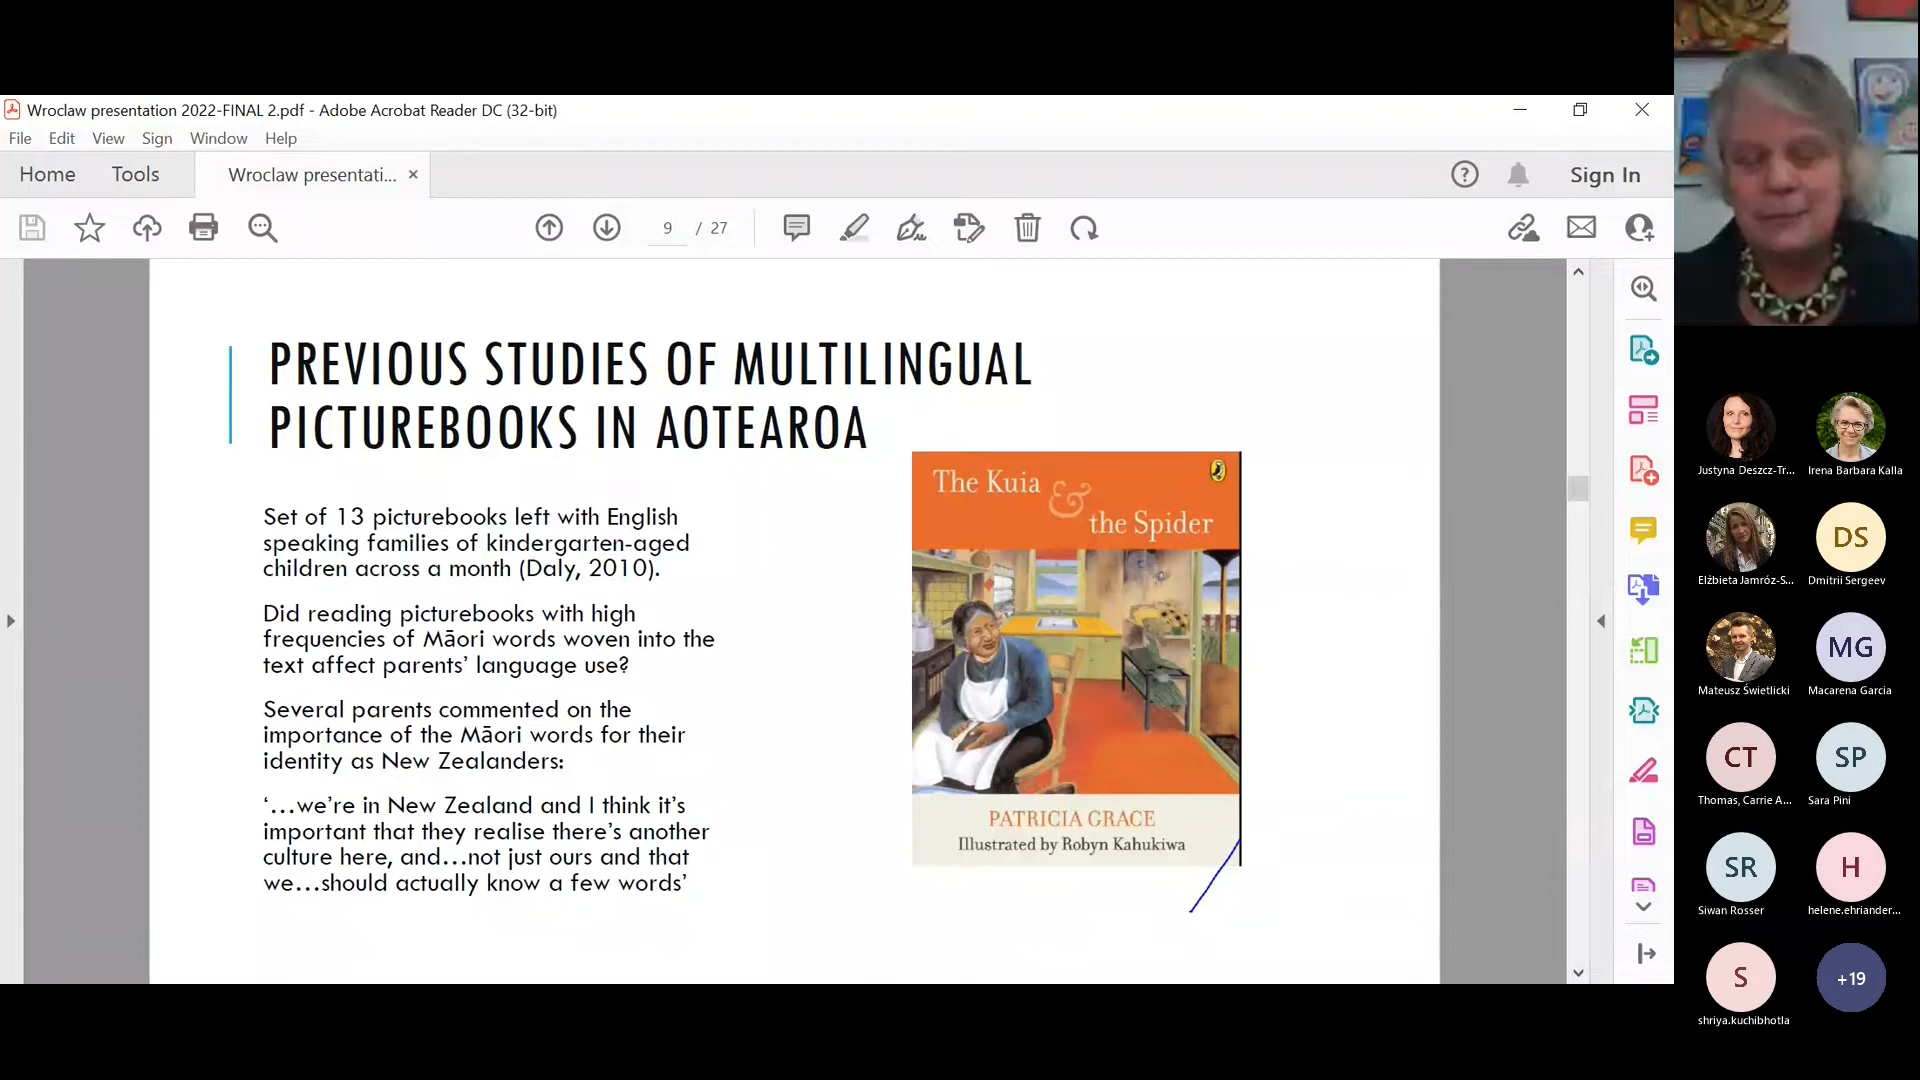 Wroclaw presentation 2022-FINAL 2.pdf - Adobe Acrobat Reader DC (32-bit)
File Edit View Sign Window Help
Home Tools Wroclaw presentati... × Sign In
9 / 27
PREVIOUS STUDIES OF MULTILINGUAL
PICTUREBOOKS IN AOTEAROA
Set of 13 picturebooks left with English
speaking families of kindergarten-aged
children across a month (Daly, 2010).
Did reading picturebooks with high
frequencies of Māori words woven into the
text affect parents’ language use?
Several parents commented on the
importance of the Māori words for their
identity as New Zealanders:
‘…we’re in New Zealand and I think it’s
important that they realise there’s another
culture here, and…not just ours and that
we…should actually know a few words’
The Kuia &
the Spider
PATRICIA GRACE
Illustrated by Robyn Kahukiwa
Justyna Deszcz-Tr... Irena Barbara Kalla
DS
Elżbieta Jamróz-S... Dmitrii Sergeev
MG
Mateusz Świetlicki Macarena Garcia
CT SP
Thomas, Carrie A... Sara Pini
SR H
Siwan Rosser helene.ehriander...
S +19
shriya.kuchibhotla